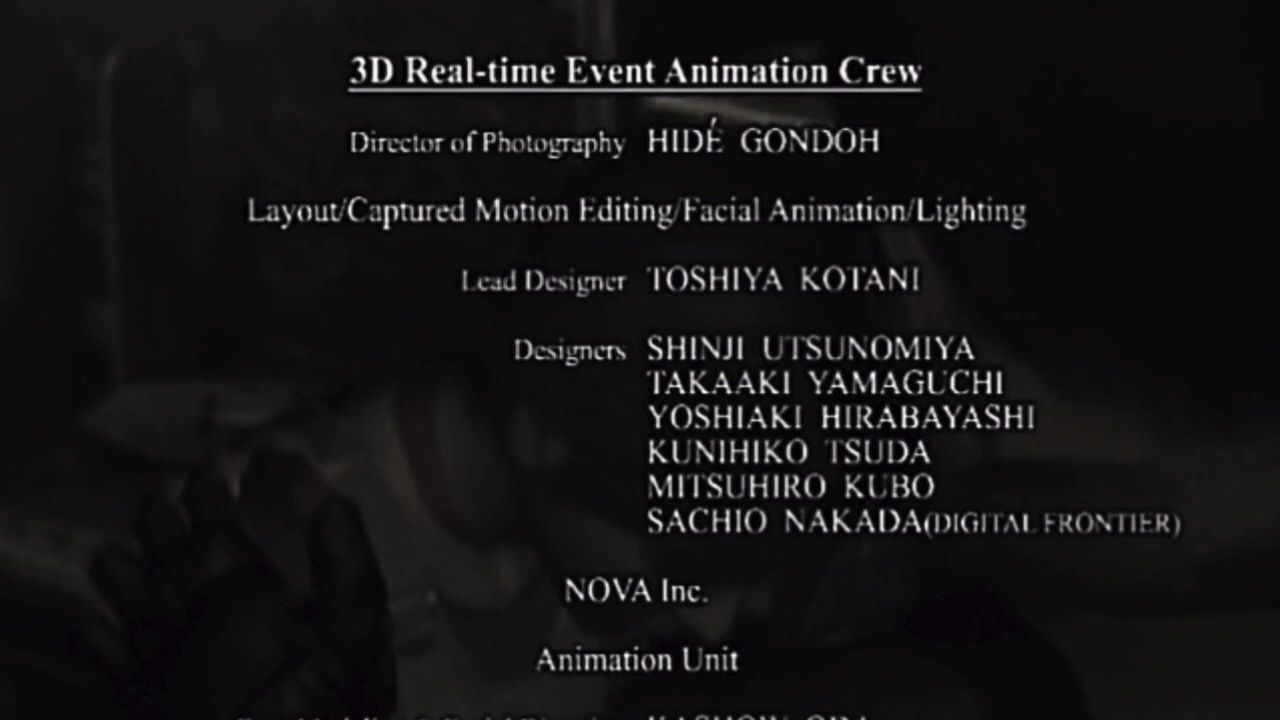 3D Real-time Event Animation Crew
Director of Photography HIDÉ GONDOH
Layout/Captured Motion Editing/Facial Animation/Lighting
Lead Designer TOSHIYA KOTANI
Designers SHINJI UTSUNOMIYA
TAKAAKI YAMAGUCHI
YOSHIAKI HIRABAYASHI
KUNIHIKO TSUDA
MITSUHIRO KUBO
SACHIO NAKADA(DIGITAL FRONTIER)
NOVA Inc.
Animation Unit